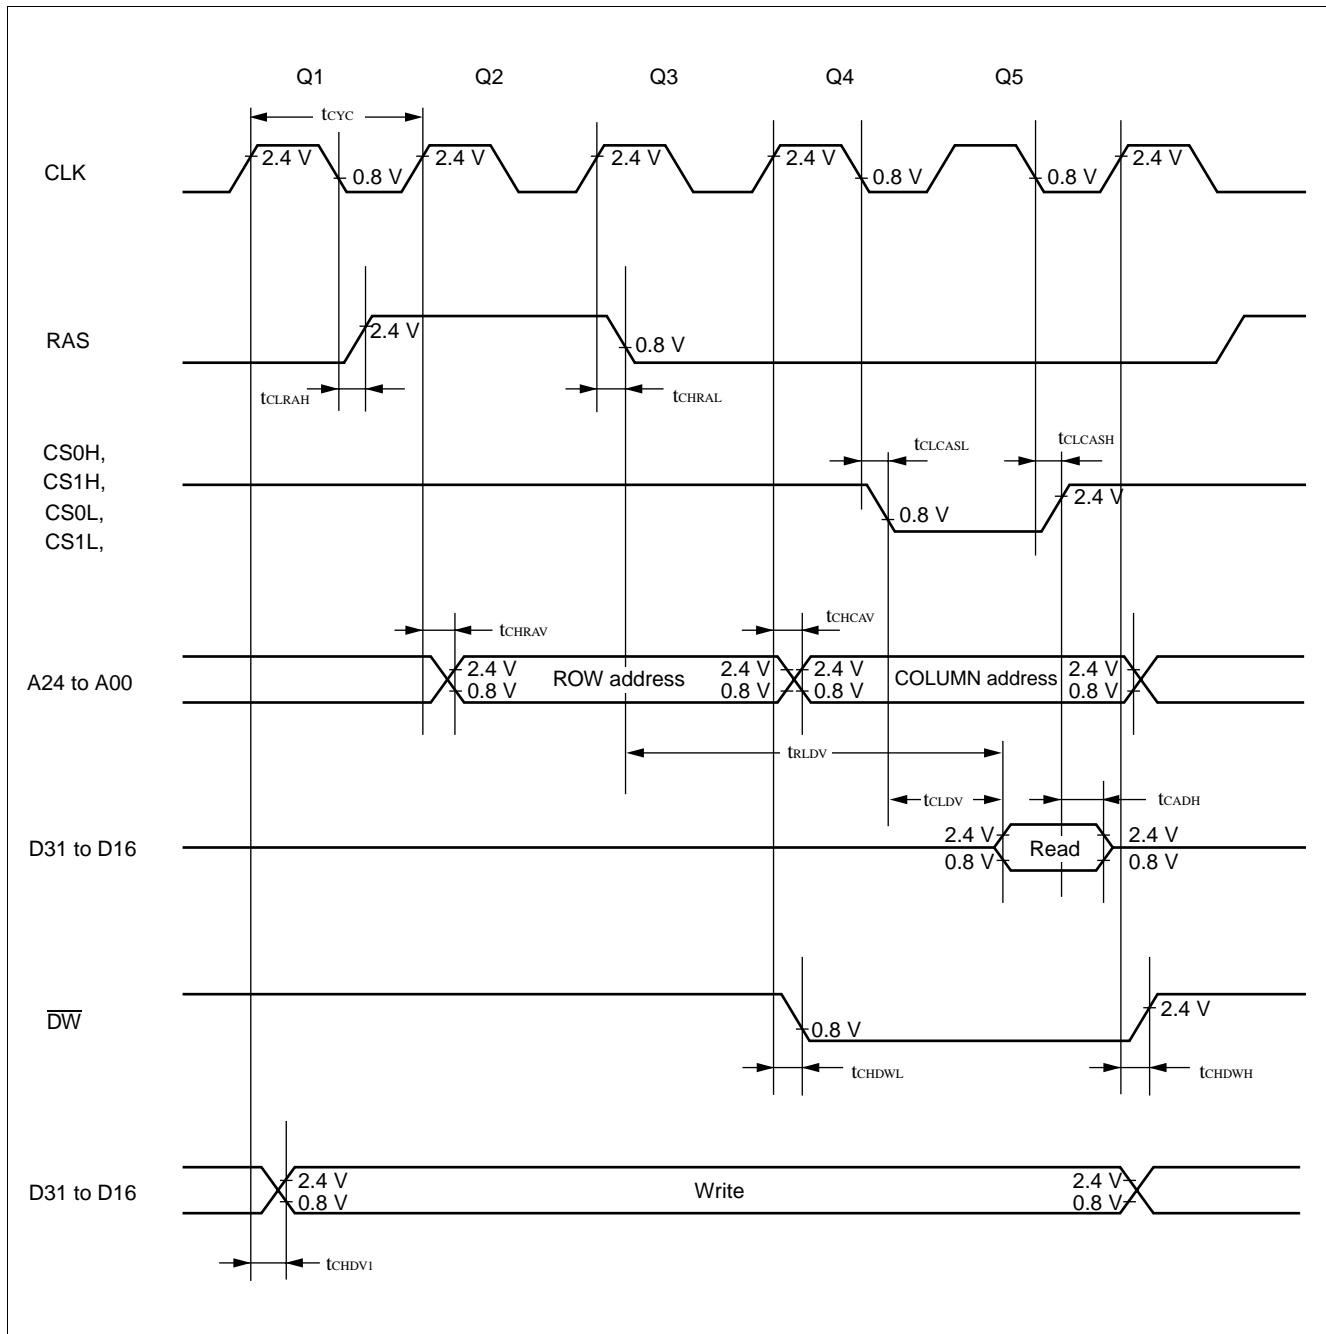 Q1 Q2 Q3 Q4 Q5
tCYC
CLK 2.4 V 0.8 V 2.4 V 2.4 V 2.4 V 0.8 V 0.8 V 2.4 V
RAS 2.4 V 0.8 V
tCLRAH tCHRAL
tCLCASL tCLCASH
CS0H,
CS1H,
CS0L,
CS1L,
0.8 V 2.4 V
tCHRAV tCHCAV
2.4 V 2.4 V 2.4 V 2.4 V
A24 to A00 ROW address COLUMN address
0.8 V 0.8 V 0.8 V 0.8 V
tRLDV
tCLDV tCADH
2.4 V 2.4 V
D31 to D16 Read
0.8 V 0.8 V
DW 0.8 V 2.4 V
tCHDWL tCHDWH
2.4 V 2.4 V
D31 to D16 Write
0.8 V 0.8 V
tCHDV1